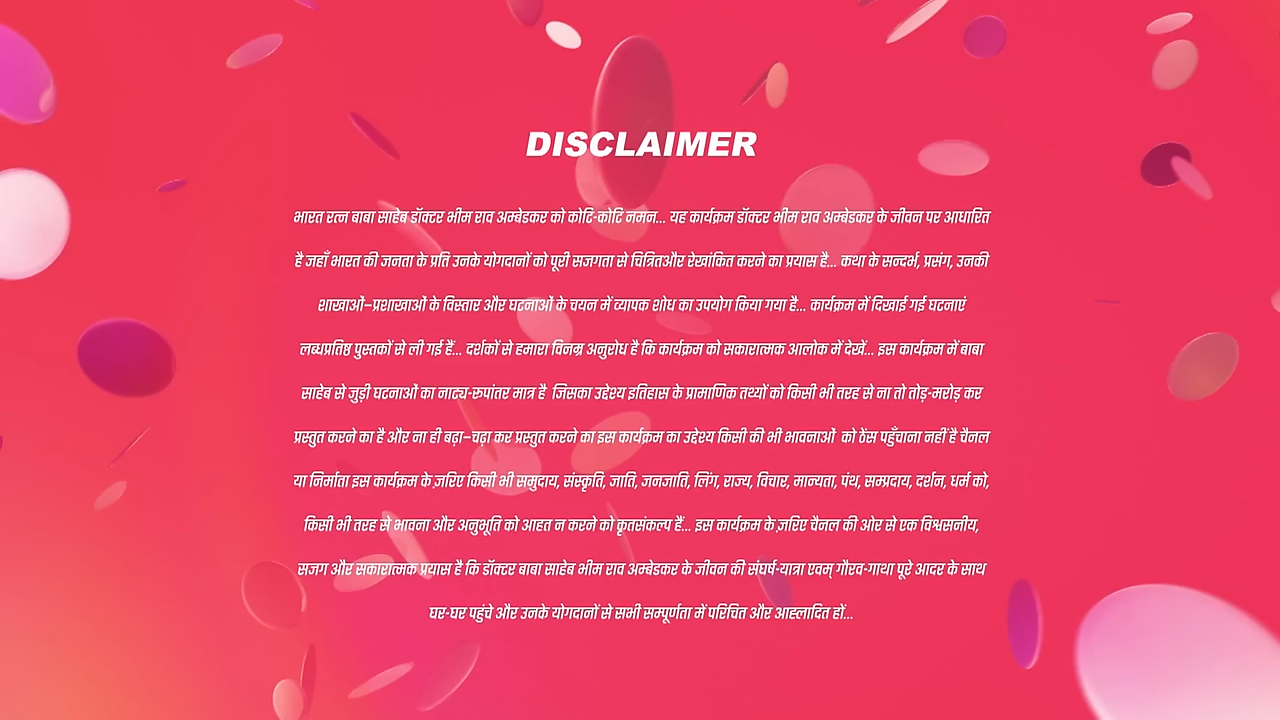 DISCLAIMER
भारत रत्न बाबा साहेब डॉक्टर भीम राव अम्बेडकर को कोटि-कोटि नमन... यह कार्यक्रम डॉक्टर भीम राव अम्बेडकर के जीवन पर आधारित
है जहाँ भारत की जनता के प्रति उनके योगदानों को पूरी सजगता से चित्रितऔर रेखांकित करने का प्रयास है... कथा के सन्दर्भ, प्रसंग, उनकी
शाखाओं–प्रशाखाओं के विस्तार और घटनाओं के चयन में व्यापक शोध का उपयोग किया गया है... कार्यक्रम में दिखाई गई घटनाएं
लब्धप्रतिष्ठ पुस्तकों से ली गई हैं... दर्शकों से हमारा विनम्र अनुरोध है कि कार्यक्रम को सकारात्मक आलोक में देखें... इस कार्यक्रम में बाबा
साहेब से जुड़ी घटनाओं का नाट्य-रूपांतर मात्र है जिसका उद्देश्य इतिहास के प्रामाणिक तथ्यों को किसी भी तरह से ना तो तोड़-मरोड़ कर
प्रस्तुत करने का है और ना ही बढ़ा–चढ़ा कर प्रस्तुत करने का इस कार्यक्रम का उद्देश्य किसी की भी भावनाओं को ठेंस पहुँचाना नहीं है चैनल
या निर्माता इस कार्यक्रम के ज़रिए किसी भी समुदाय, संस्कृति, जाति, जनजाति, लिंग, राज्य, विचार, मान्यता, पंथ, सम्प्रदाय, दर्शन, धर्म को,
किसी भी तरह से भावना और अनुभूति को आहत न करने को कृतसंकल्प हैं... इस कार्यक्रम के ज़रिए चैनल की ओर से एक विश्वसनीय,
सजग और सकारात्मक प्रयास है कि डॉक्टर बाबा साहेब भीम राव अम्बेडकर के जीवन की संघर्ष-यात्रा एवम् गौरव-गाथा पूरे आदर के साथ
घर-घर पहुंचे और उनके योगदानों से सभी सम्पूर्णता में परिचित और आह्लादित हों...